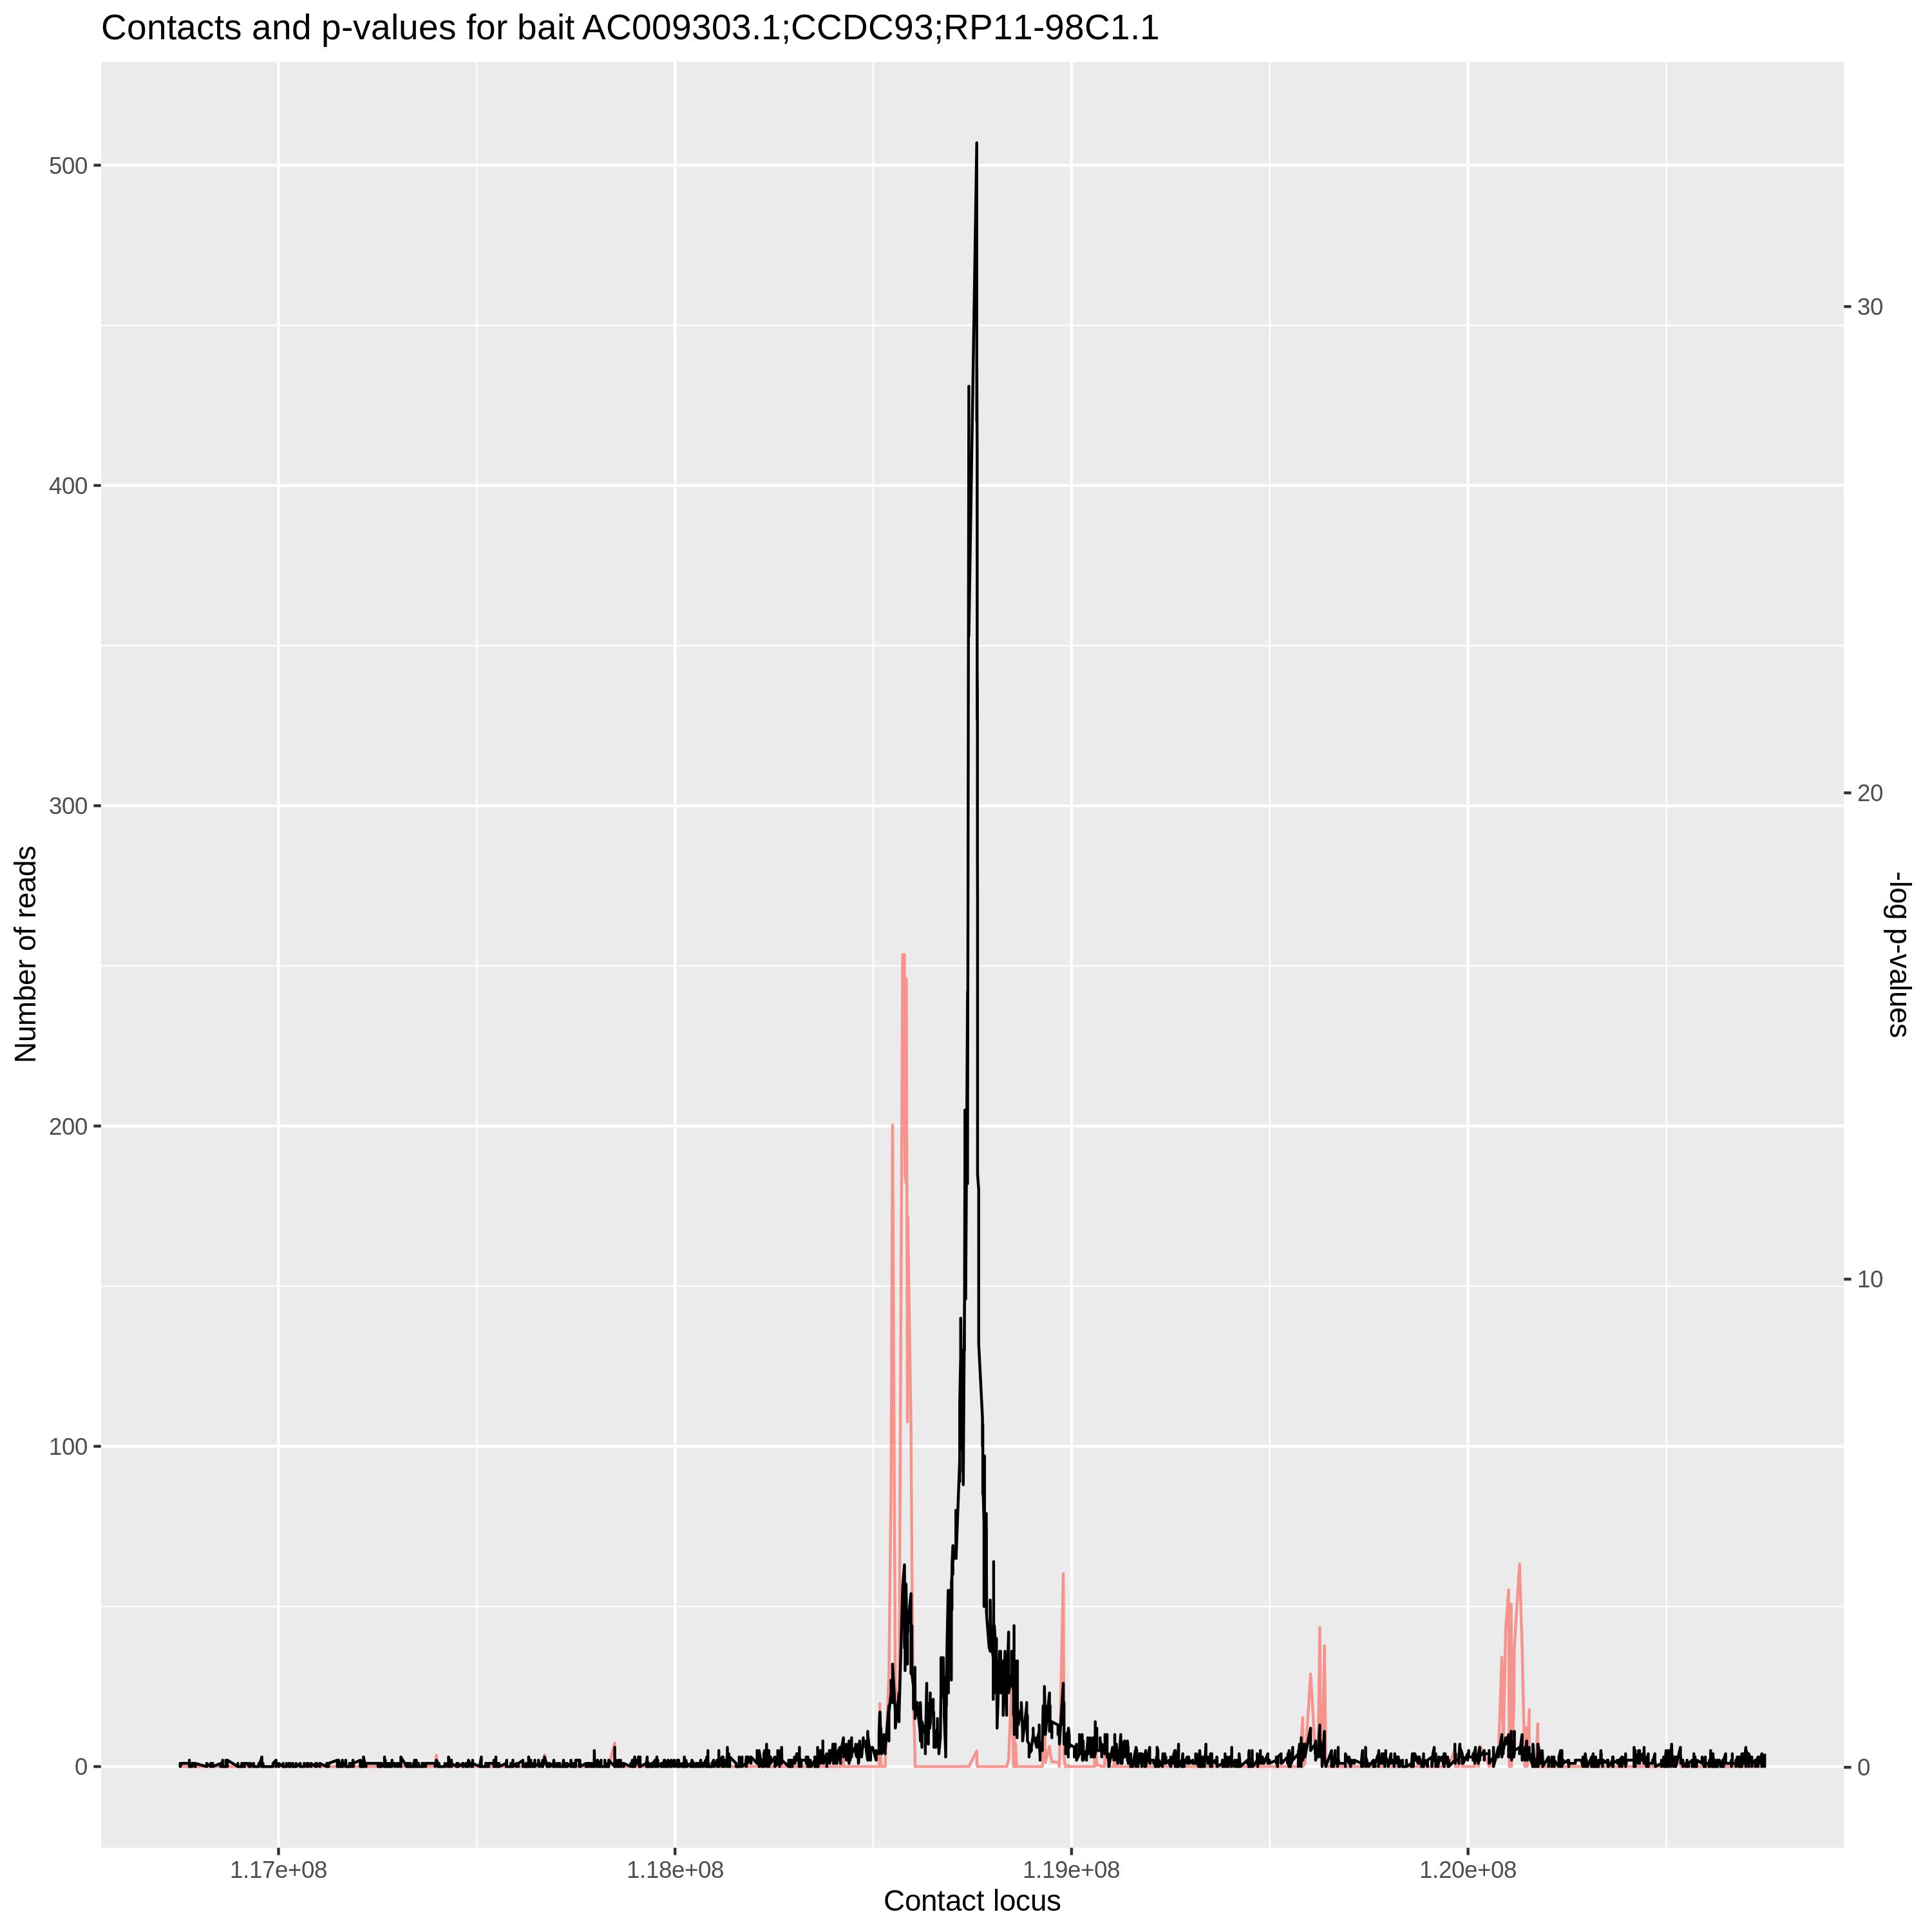 Contacts and p-values for bait AC009303.1;CCDC93;RP11-98C1.1
500
400
300
200
100
0
Number of reads
30
20
10
0
-log p-values
1.17e+08
1.18e+08
1.19e+08
1.20e+08
Contact locus